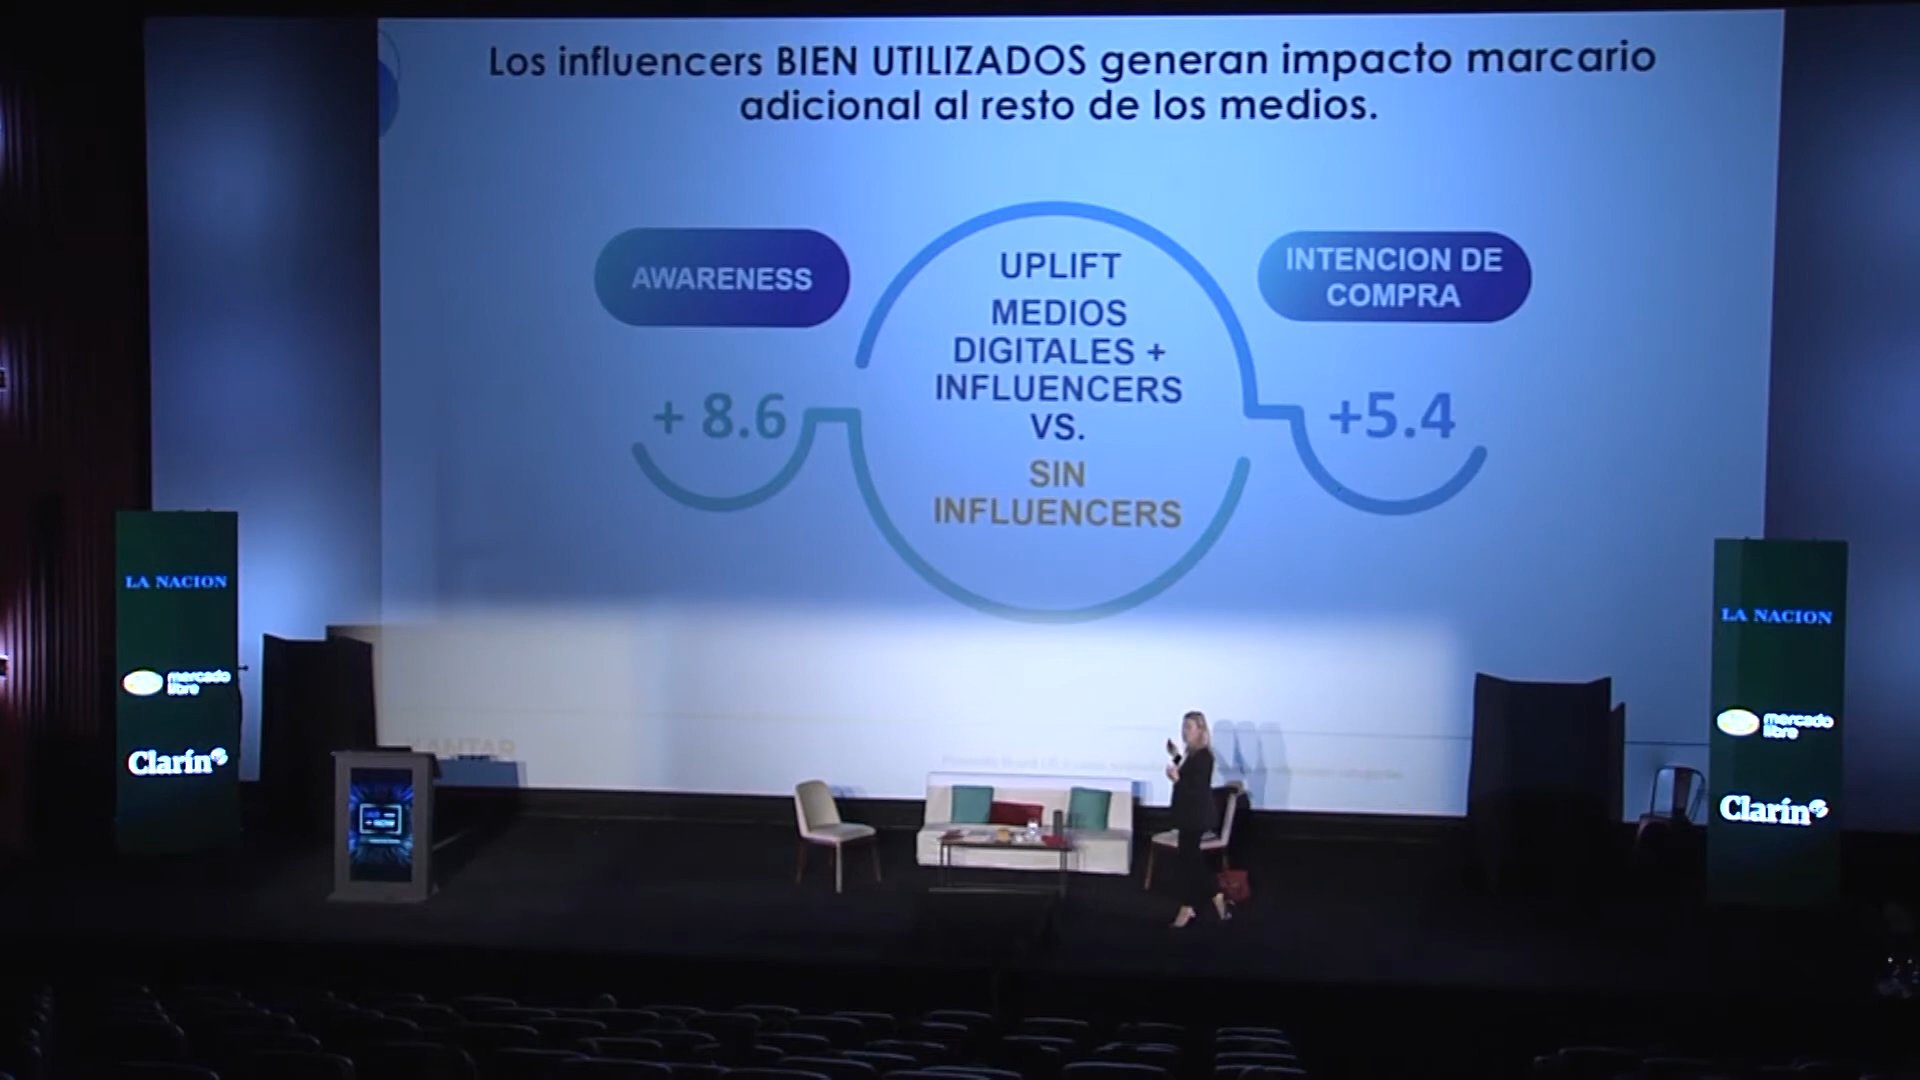 Los influencers BIEN UTILIZADOS generan impacto marcario
adicional al resto de los medios.
AWARENESS
+ 8.6
UPLIFT
MEDIOS
DIGITALES +
INFLUENCERS
VS.
SIN
INFLUENCERS
INTENCION DE
COMPRA
+5.4
KANTAR
LA NACION
mercado
libre
Clarín
NOW
LA NACION
mercado
libre
Clarín